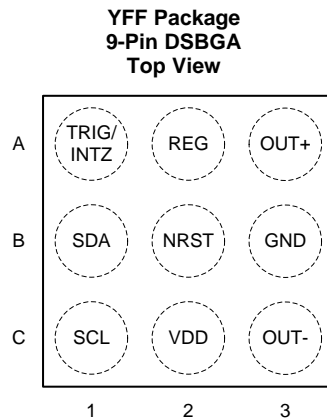 YFF Package
9-Pin DSBGA
Top View
A
TRIG/
INTZ
REG
OUT+
B
SDA
NRST
GND
C
SCL
VDD
OUT-
1 2 3